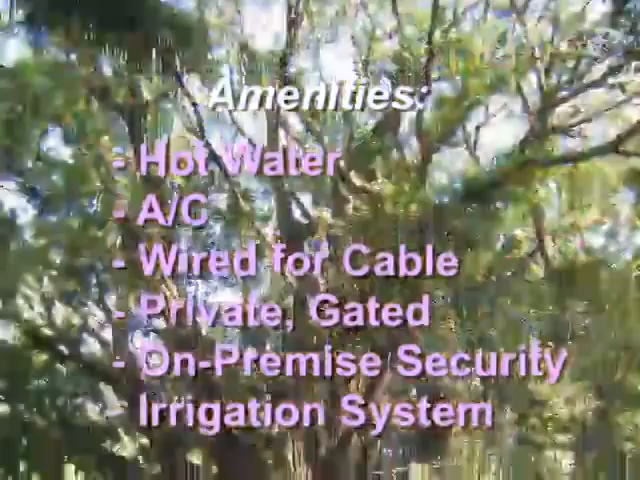 Amenities:
- Hot Water
- A/C
- Wired for Cable
- Private, Gated
- On-Premise Security
- Irrigation System